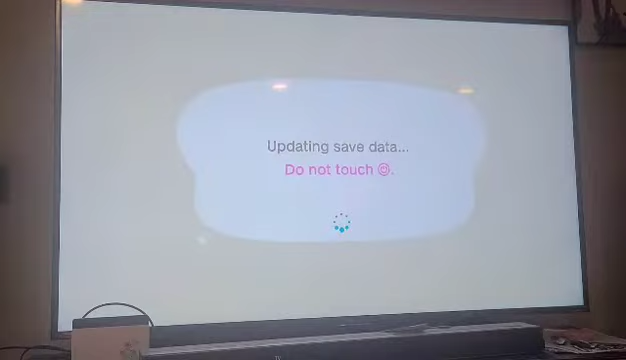 Updating save data...
Do not touch ⏻.